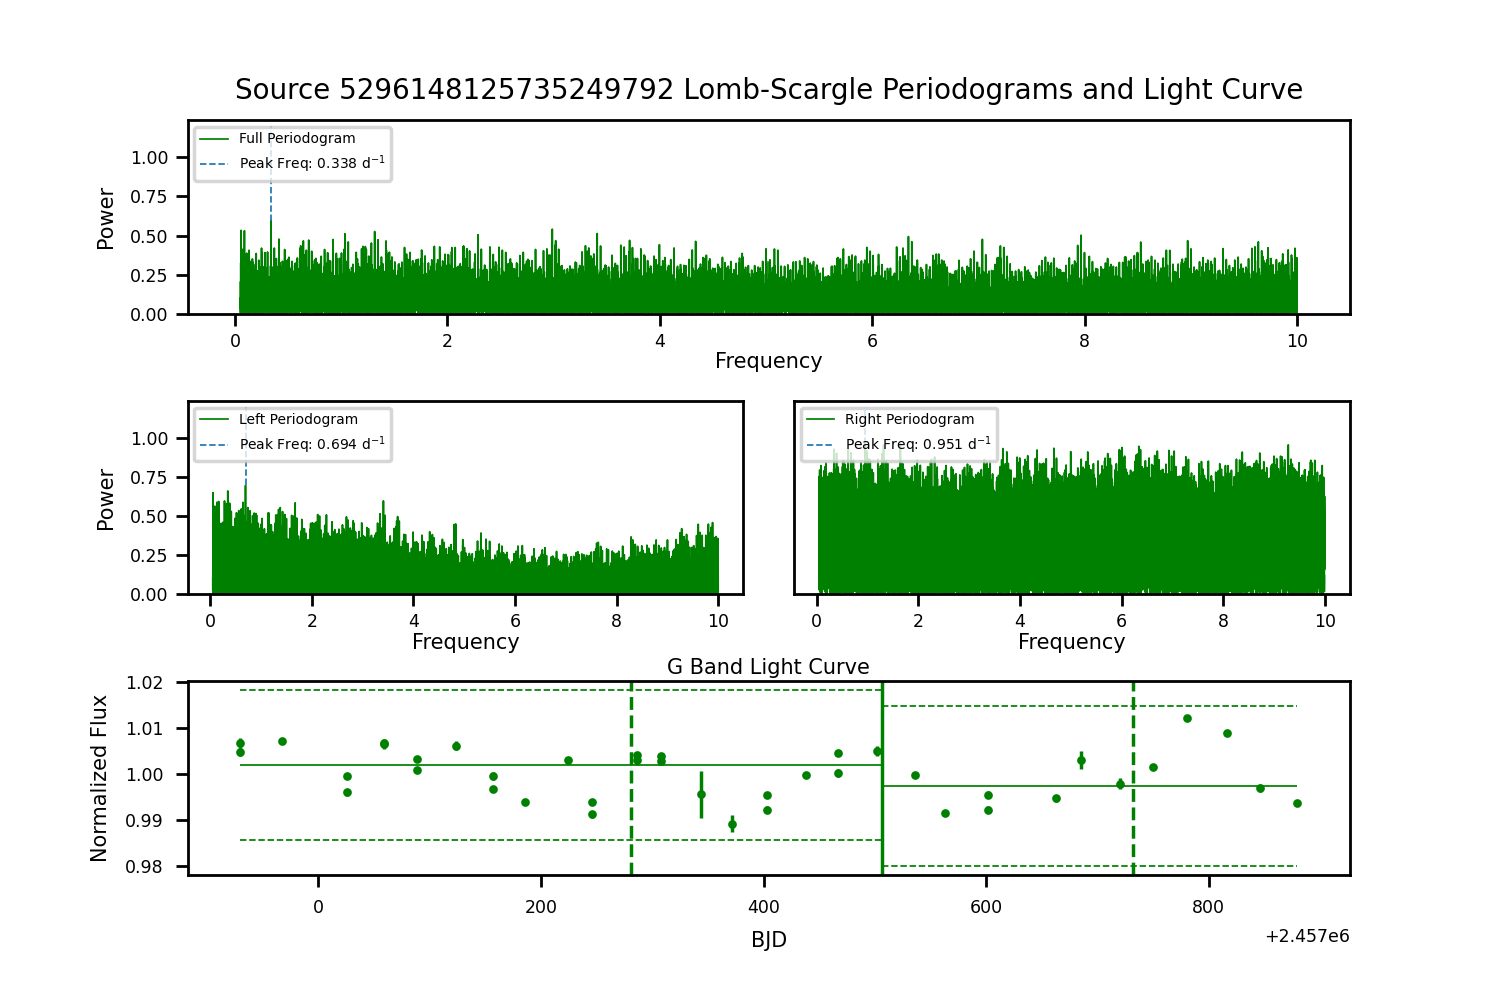 Source 5296148125735249792 Lomb-Scargle Periodograms and Light Curve
Full Periodogram
Peak Freq: 0.338 d⁻¹
Power
1.00
0.75
0.50
0.25
0.00
0 2 4 6 8 10
Frequency
Left Periodogram
Peak Freq: 0.694 d⁻¹
Power
1.00
0.75
0.50
0.25
0.00
0 2 4 6 8 10
Frequency
Right Periodogram
Peak Freq: 0.951 d⁻¹
0 2 4 6 8 10
Frequency
G Band Light Curve
Normalized Flux
1.02
1.01
1.00
0.99
0.98
0 200 400 600 800
BJD
+2.457e6